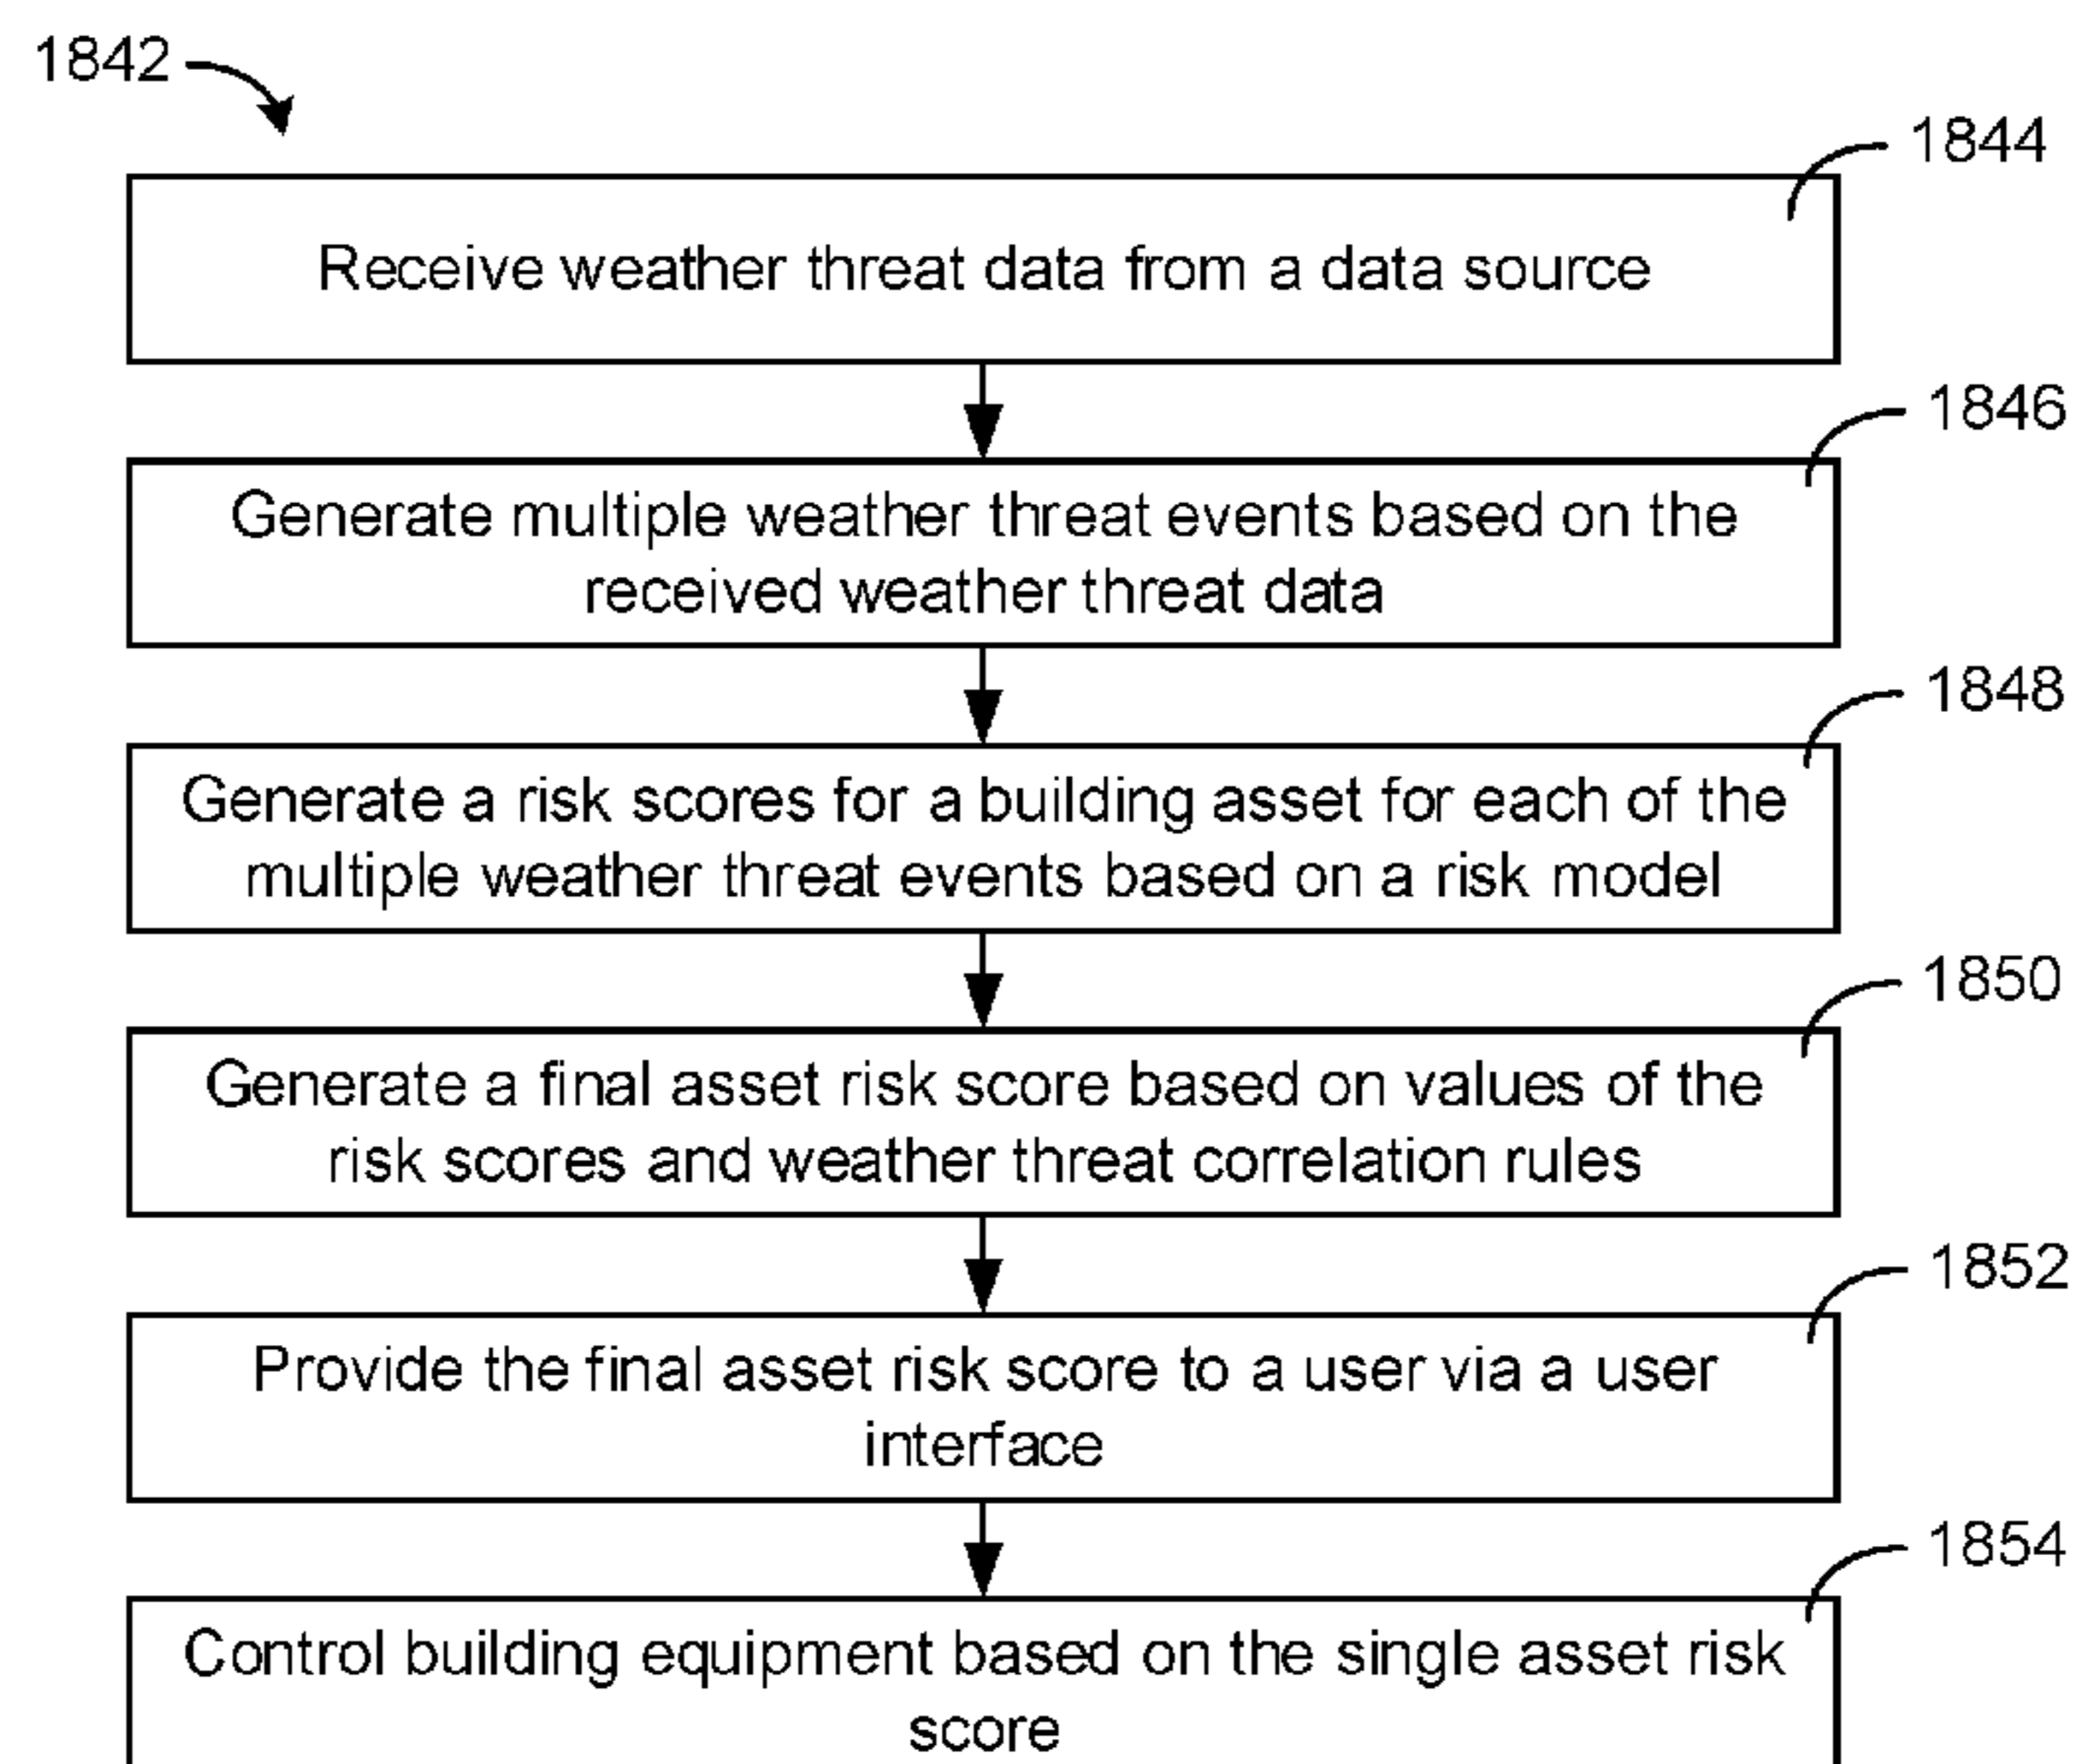 1842
1844
Receive weather threat data from a data source
1846
Generate multiple weather threat events based on the
received weather threat data
1848
Generate a risk scores for a building asset for each of the
multiple weather threat events based on a risk model
1850
Generate a final asset risk score based on values of the
risk scores and weather threat correlation rules
1852
Provide the final asset risk score to a user via a user
interface
1854
Control building equipment based on the single asset risk
score